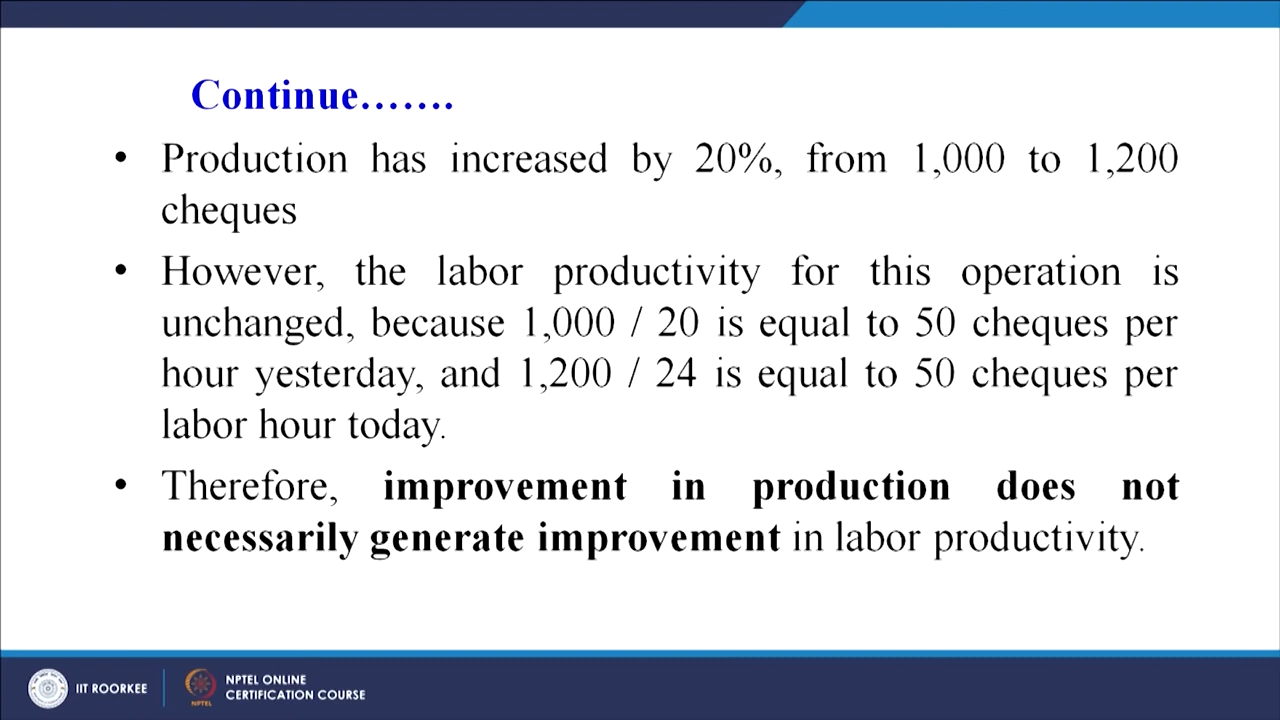 Continue…….
• Production has increased by 20%, from 1,000 to 1,200
cheques
• However, the labor productivity for this operation is
unchanged, because 1,000 / 20 is equal to 50 cheques per
hour yesterday, and 1,200 / 24 is equal to 50 cheques per
labor hour today.
• Therefore, improvement in production does not
necessarily generate improvement in labor productivity.
IIT ROORKEE
NPTEL ONLINE
CERTIFICATION COURSE
NPTEL